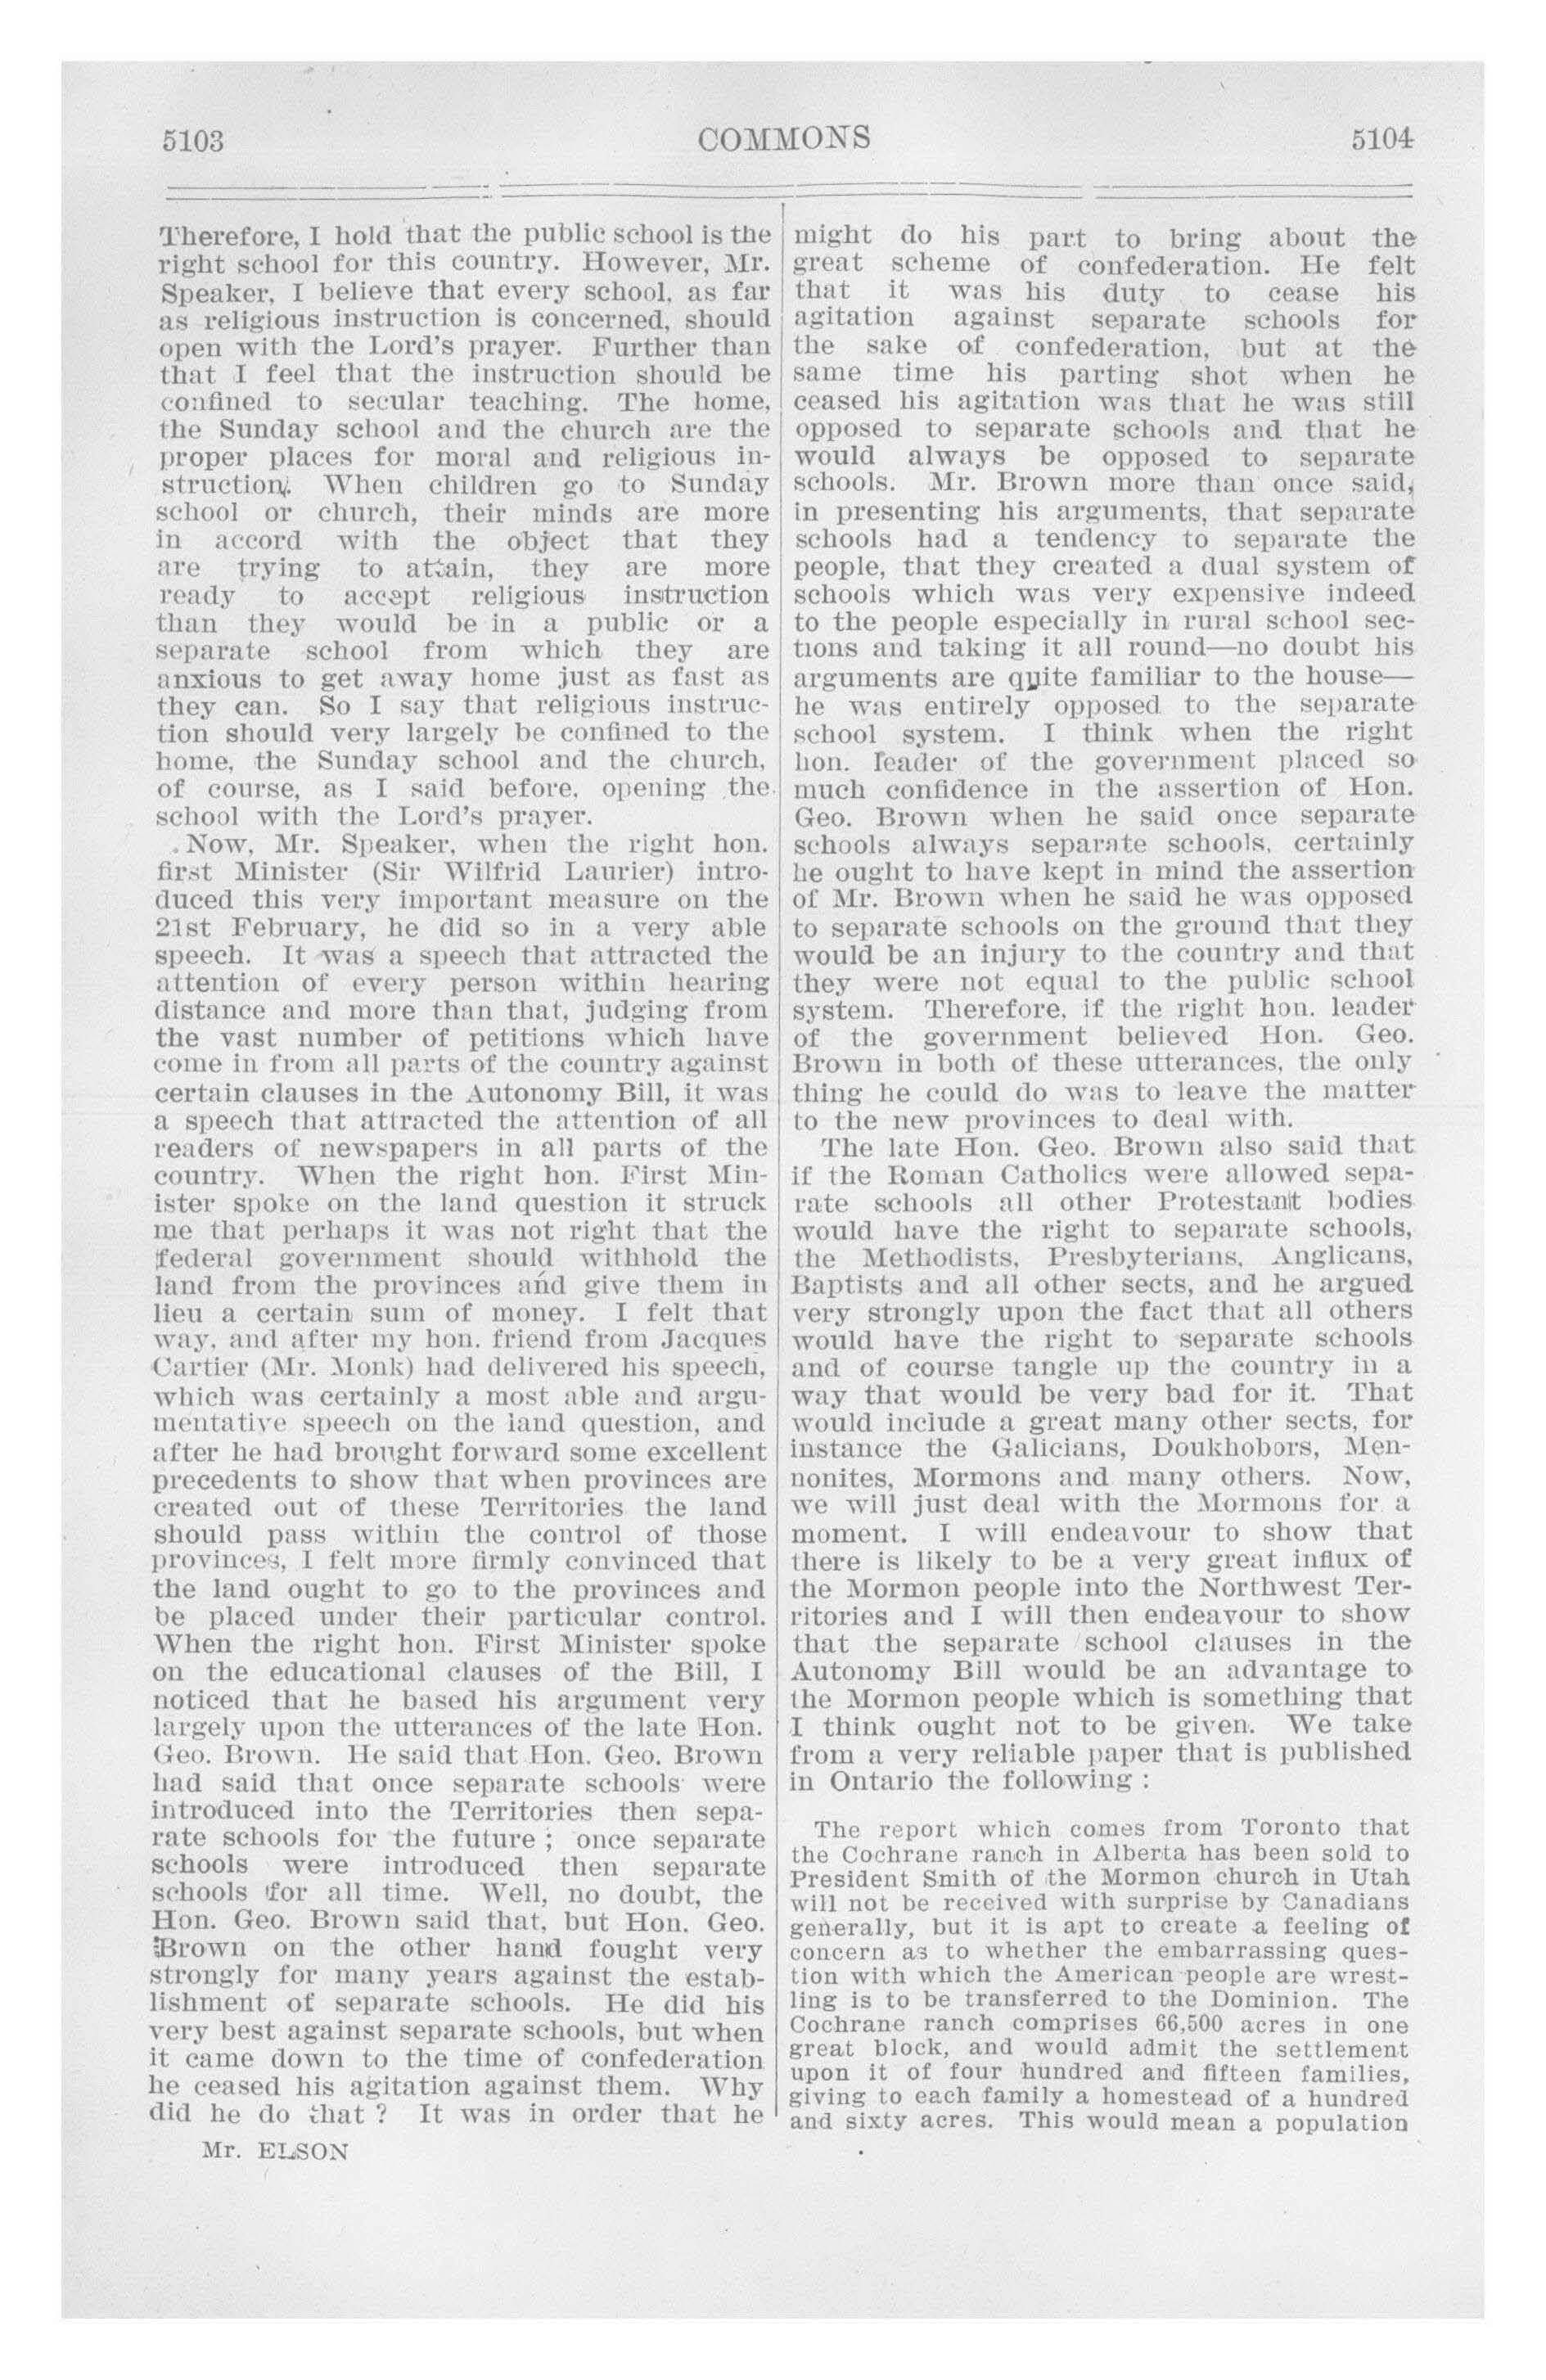 5103
COMMONS
5104
Therefore, I hold that the public school is the
right school for this country. However, Mr.
Speaker, I believe that every school, as far
as religious instruction is concerned, should
open with the Lord's prayer. Further than
that I feel that the instruction should be
confined to secular teaching. The home,
the Sunday school and the church are the
proper places for moral and religious in-
struction. When children go to Sunday
school or church, their minds are more
in accord with the object that they
are trying to attain, they are more
ready to accept religious instruction
than they would be in a public or a
separate school from which they are
anxious to get away home just as fast as
they can. So I say that religious instruc-
tion should very largely be confined to the
home, the Sunday school and the church,
of course, as I said before, opening the
school with the Lord's prayer.
Now, Mr. Speaker, when the right hon.
first Minister (Sir Wilfrid Laurier) intro-
duced this very important measure on the
21st February, he did so in a very able
speech. It was a speech that attracted the
attention of every person within hearing
distance and more than that, judging from
the vast number of petitions which have
come in from all parts of the country against
certain clauses in the Autonomy Bill, it was
a speech that attracted the attention of all
readers of newspapers in all parts of the
country. When the right hon. First Min-
ister spoke on the land question it struck
me that perhaps it was not right that the
federal government should withhold the
land from the provinces and give them in
lieu a certain sum of money. I felt that
way, and after my hon. friend from Jacques
Cartier (Mr. Monk) had delivered his speech,
which was certainly a most able and argu-
mentative speech on the land question, and
after he had brought forward some excellent
precedents to show that when provinces are
created out of these Territories the land
should pass within the control of those
provinces, I felt more firmly convinced that
the land ought to go to the provinces and
be placed under their particular control.
When the right hon. First Minister spoke
on the educational clauses of the Bill, I
noticed that he based his argument very
largely upon the utterances of the late Hon.
Geo. Brown. He said that Hon. Geo. Brown
had said that once separate schools were
introduced into the Territories then sepa-
rate schools for the future ; once separate
schools were introduced then separate
schools for all time. Well, no doubt, the
Hon. Geo. Brown said that, but Hon. Geo.
Brown on the other hand fought very
strongly for many years against the estab-
lishment of separate schools. He did his
very best against separate schools, but when
it came down to the time of confederation
he ceased his agitation against them. Why
did he do that ? It was in order that he
Mr. ELSON
might do his part to bring about the
great scheme of confederation. He felt
that it was his duty to cease his
agitation against separate schools for
the sake of confederation, but at the
same time his parting shot when he
ceased his agitation was that he was still
opposed to separate schools and that he
would always be opposed to separate
schools. Mr. Brown more than once said,
in presenting his arguments, that separate
schools had a tendency to separate the
people, that they created a dual system of
schools which was very expensive indeed
to the people especially in rural school sec-
tions and taking it all round—no doubt his
arguments are quite familiar to the house—
he was entirely opposed to the separate
school system. I think when the right
hon. leader of the government placed so
much confidence in the assertion of Hon.
Geo. Brown when he said once separate
schools always separate schools, certainly
he ought to have kept in mind the assertion
of Mr. Brown when he said he was opposed
to separate schools on the ground that they
would be an injury to the country and that
they were not equal to the public school
system. Therefore, if the right hon. leader
of the government believed Hon. Geo.
Brown in both of these utterances, the only
thing he could do was to leave the matter
to the new provinces to deal with.
The late Hon. Geo. Brown also said that
if the Roman Catholics were allowed sepa-
rate schools all other Protestant bodies
would have the right to separate schools,
the Methodists, Presbyterians, Anglicans,
Baptists and all other sects, and he argued
very strongly upon the fact that all others
would have the right to separate schools
and of course tangle up the country in a
way that would be very bad for it. That
would include a great many other sects, for
instance the Galicians, Doukhobors, Men-
nonites, Mormons and many others. Now,
we will just deal with the Mormons for a
moment. I will endeavour to show that
there is likely to be a very great influx of
the Mormon people into the Northwest Ter-
ritories and I will then endeavour to show
that the separate school clauses in the
Autonomy Bill would be an advantage to
the Mormon people which is something that
I think ought not to be given. We take
from a very reliable paper that is published
in Ontario the following :
The report which comes from Toronto that
the Cochrane ranch in Alberta has been sold to
President Smith of the Mormon church in Utah
will not be received with surprise by Canadians
generally, but it is apt to create a feeling of
concern as to whether the embarrassing ques-
tion with which the American people are wrest-
ling is to be transferred to the Dominion. The
Cochrane ranch comprises 66,500 acres in one
great block, and would admit the settlement
upon it of four hundred and fifteen families,
giving to each family a homestead of a hundred
and sixty acres. This would mean a population